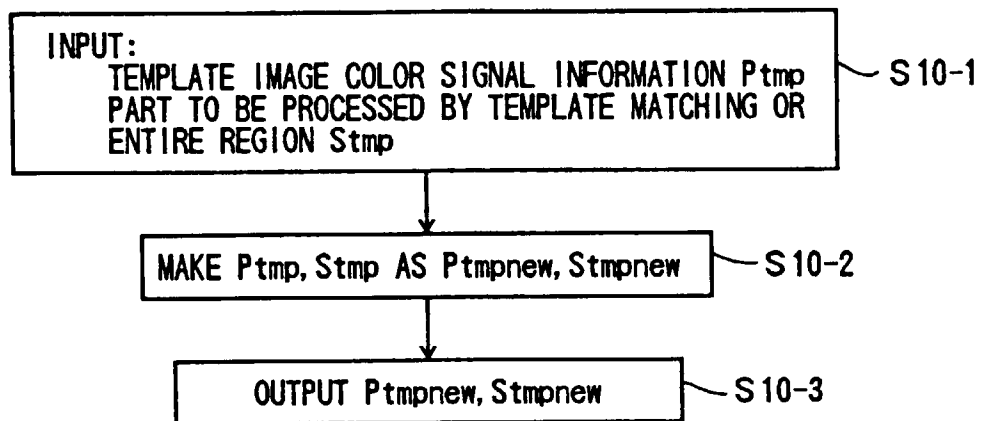 INPUT:
TEMPLATE IMAGE COLOR SIGNAL INFORMATION Ptmp
PART TO BE PROCESSED BY TEMPLATE MATCHING OR
ENTIRE REGION Stmp
S10-1
MAKE Ptmp, Stmp AS Ptmpnew, Stmpnew
S10-2
OUTPUT Ptmpnew, Stmpnew
S10-3